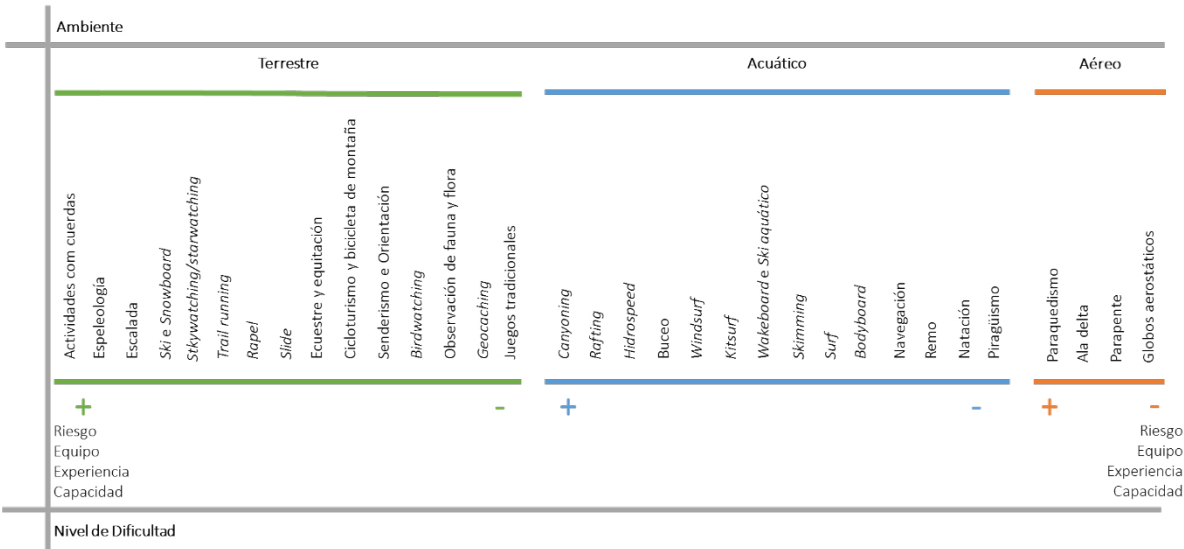 Ambiente
Terrestre
Acuático
Aéreo
Actividades com cuerdas
Espeleología
Escalada
Ski e Snowboard
Stkywatching/starwatching
Trail running
Rapel
Slide
Ecuestre y equitación
Cicloturismo y bicicleta de montaña
Senderismo e Orientación
Birdwatching
Observación de fauna y flora
Geocaching
Juegos tradicionales
Canyoning
Rafting
Hidrospeed
Buceo
Windsurf
Kitsurf
Wakeboard e Ski aquático
Skimming
Surf
Bodyboard
Navegación
Remo
Natación
Piragüismo
Paraquedismo
Ala delta
Parapente
Globos aerostáticos
+
-
+
-
+
-
Riesgo
Equipo
Experiencia
Capacidad
Riesgo
Equipo
Experiencia
Capacidad
Nivel de Dificultad